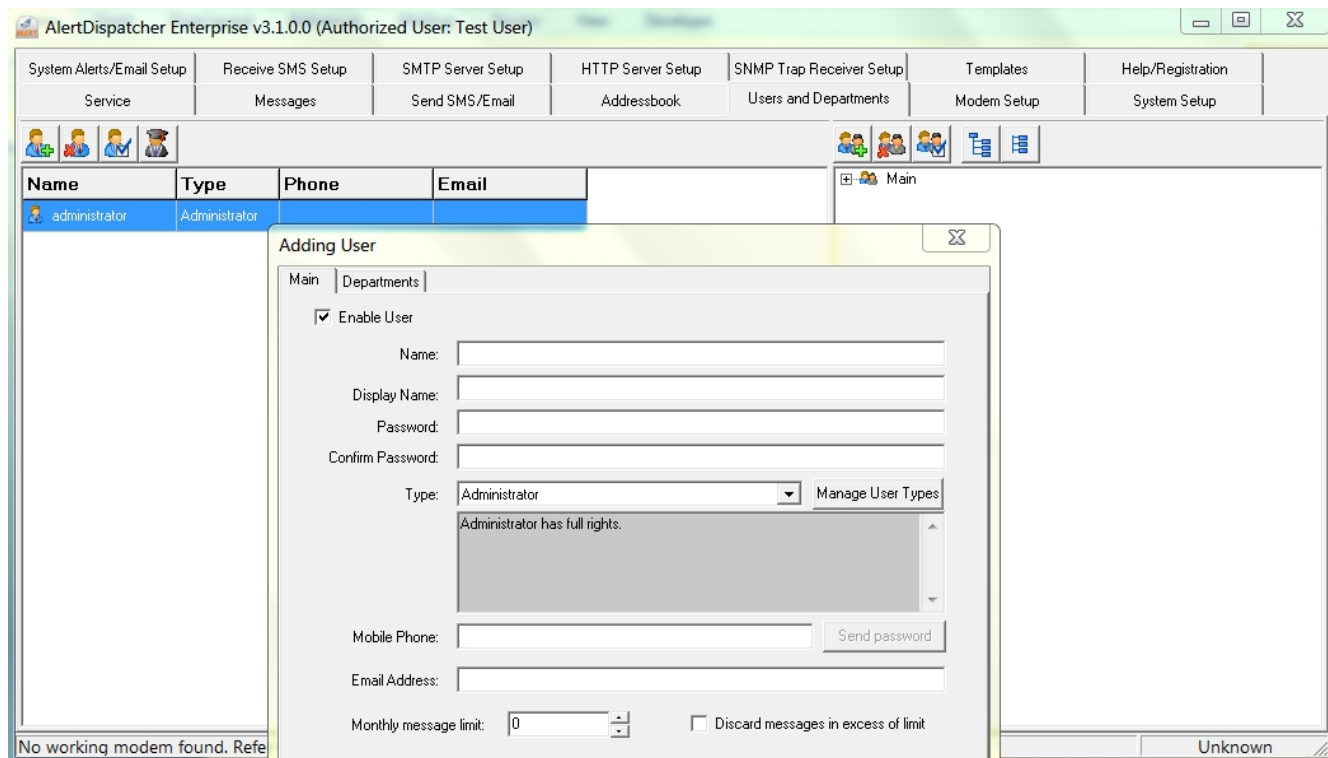 View Developer
AlertDispatcher Enterprise v3.1.0.0 (Authorized User: Test User)
System Alerts/Email Setup Receive SMS Setup SMTP Server Setup HTTP Server Setup SNMP Trap Receiver Setup Templates Help/Registration
Service Messages Send SMS/Email Addressbook Users and Departments Modem Setup System Setup
Name Type Phone Email
Main
administrator Administrator
Adding User
Main Departments
Enable User
Name:
Display Name:
Password:
Confirm Password:
Type: Administrator Manage User Types
Administrator has full rights.
Mobile Phone: Send password
Email Address:
Monthly message limit: 0 Discard messages in excess of limit
No working modem found. Refe Unknown